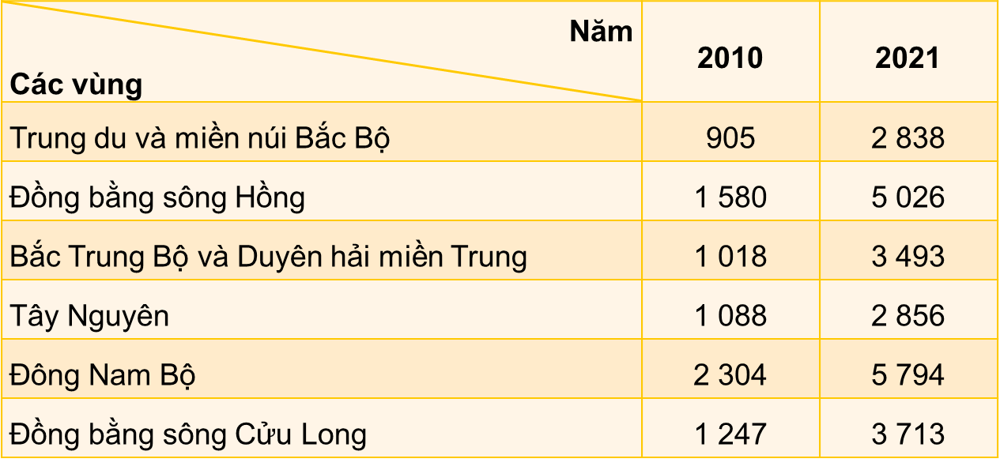 Năm
Các vùng
2010
2021
Trung du và miền núi Bắc Bộ 905 2 838
Đồng bằng sông Hồng 1 580 5 026
Bắc Trung Bộ và Duyên hải miền Trung 1 018 3 493
Tây Nguyên 1 088 2 856
Đông Nam Bộ 2 304 5 794
Đồng bằng sông Cửu Long 1 247 3 713